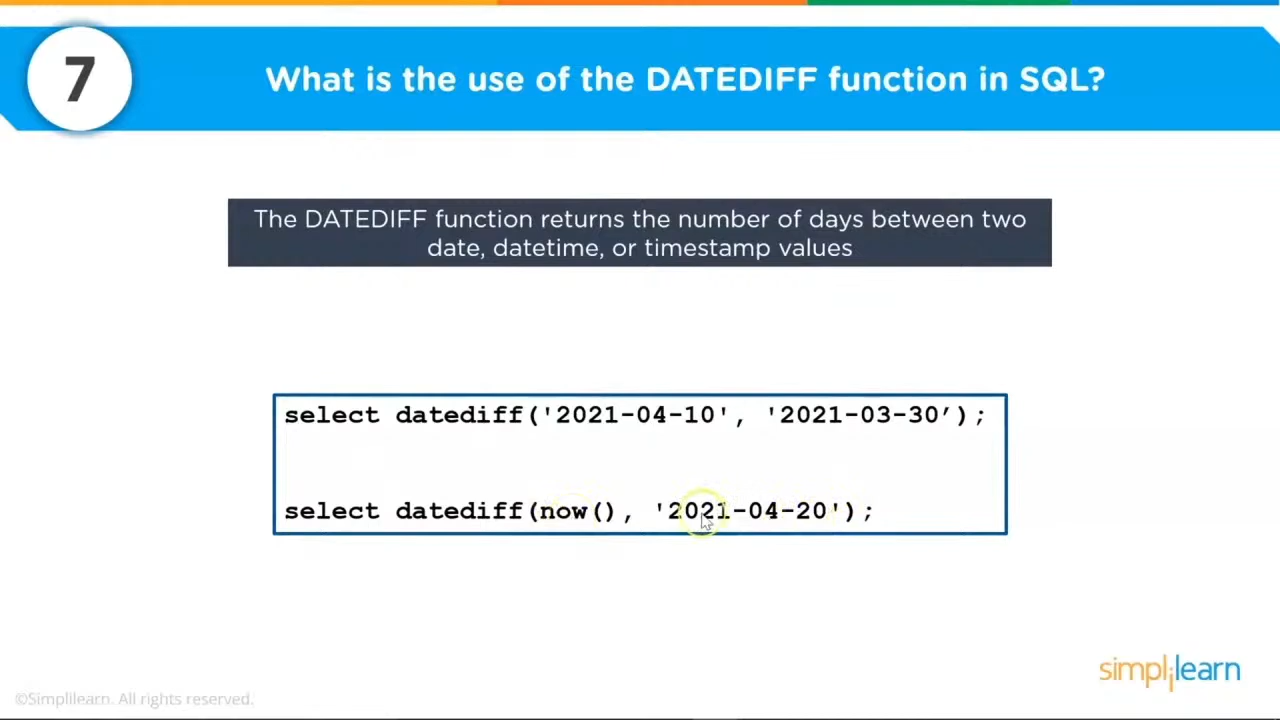 7
What is the use of the DATEDIFF function in SQL?
The DATEDIFF function returns the number of days between two
date, datetime, or timestamp values
select datediff('2021-04-10', '2021-03-30’);
select datediff(now(), '2021-04-20');
simplilearn
©Simplilearn. All rights reserved.